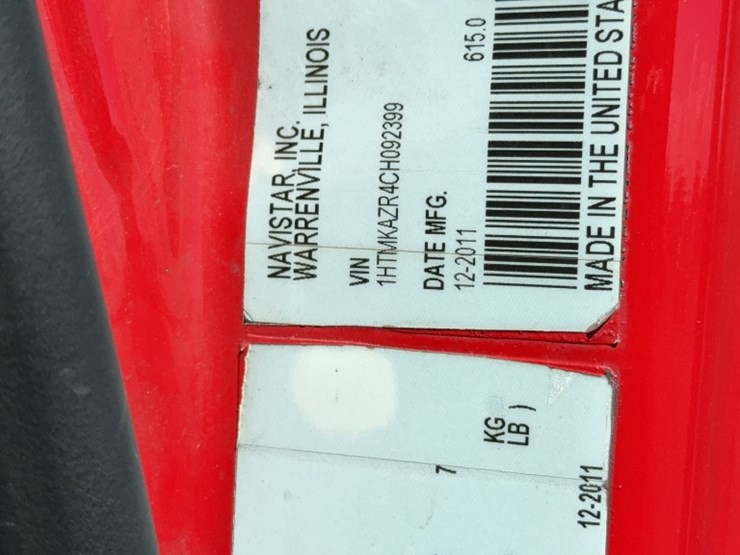 NAVISTAR, INC.
WARRENVILLE, ILLINOIS
VIN
1HTMKAZR4CH092399
DATE MFG.
12-2011
615.0
MADE IN THE UNITED STA
7
KG
LB )
12-2011